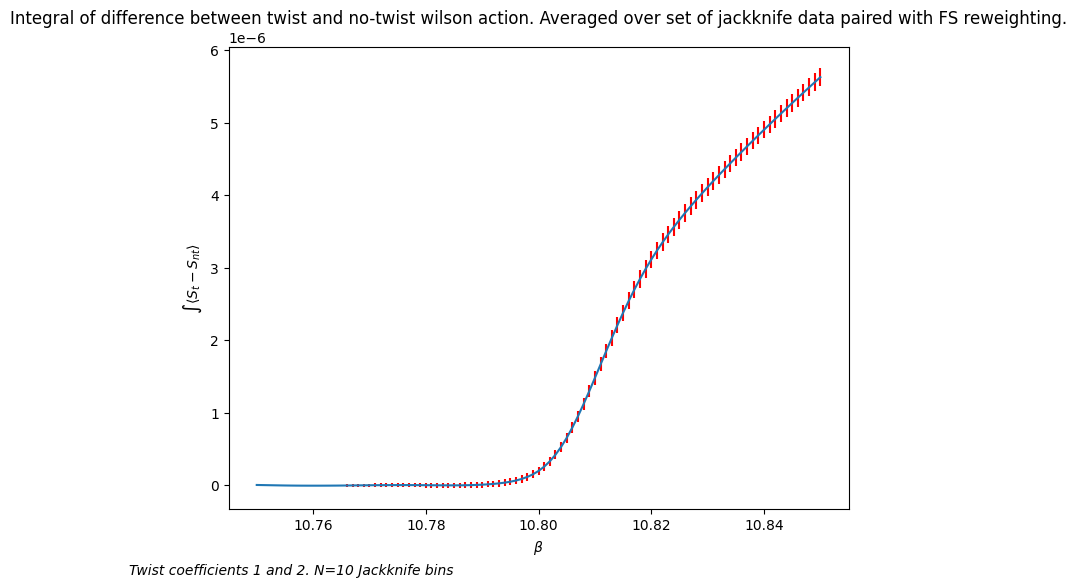 Integral of difference between twist and no-twist wilson action. Averaged over set of jackknife data paired with FS reweighting.
1e−6
6
5
4
3
2
1
0
∫⟨S_t − S_nt⟩
10.76 10.78 10.80 10.82 10.84
β
Twist coefficients 1 and 2. N=10 Jackknife bins